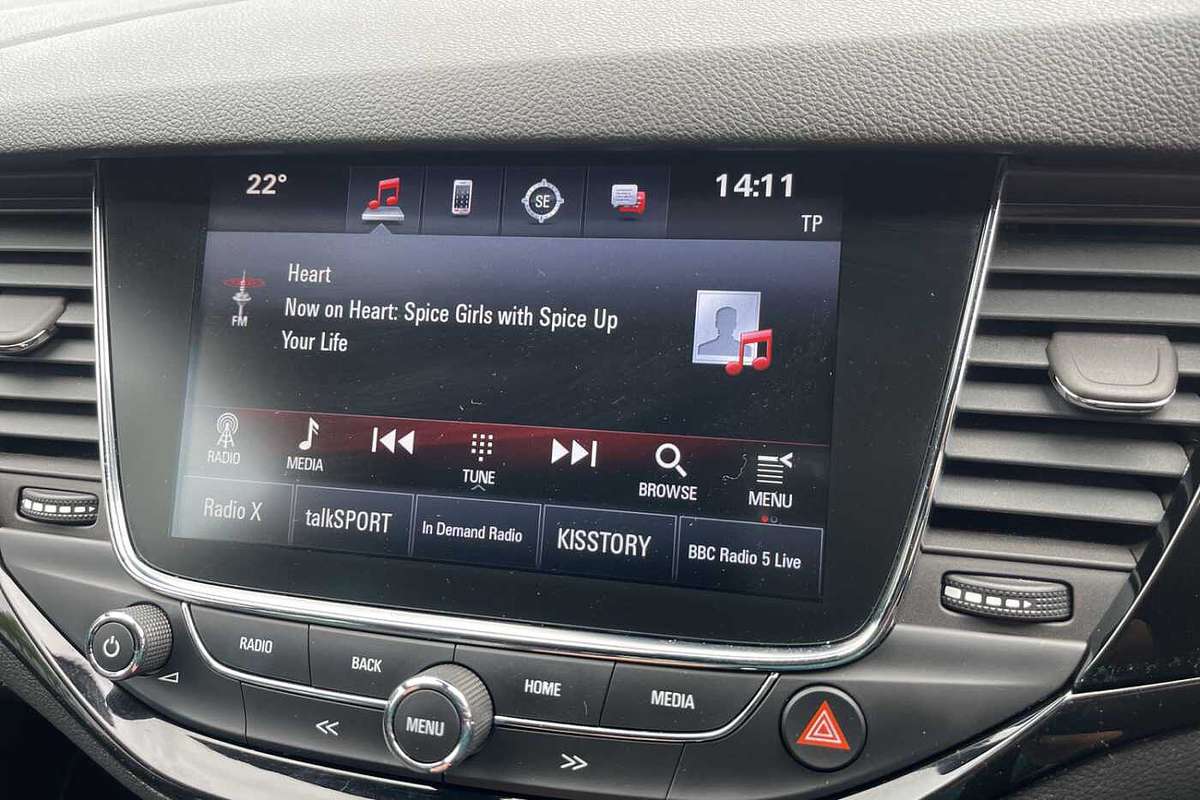 22°
SE
14:11
TP
Heart
Now on Heart: Spice Girls with Spice Up
Your Life
FM
RADIO
MEDIA
TUNE
BROWSE
MENU
Radio X
talkSPORT
In Demand Radio
KISSTORY
BBC Radio 5 Live
RADIO
BACK
HOME
MEDIA
MENU